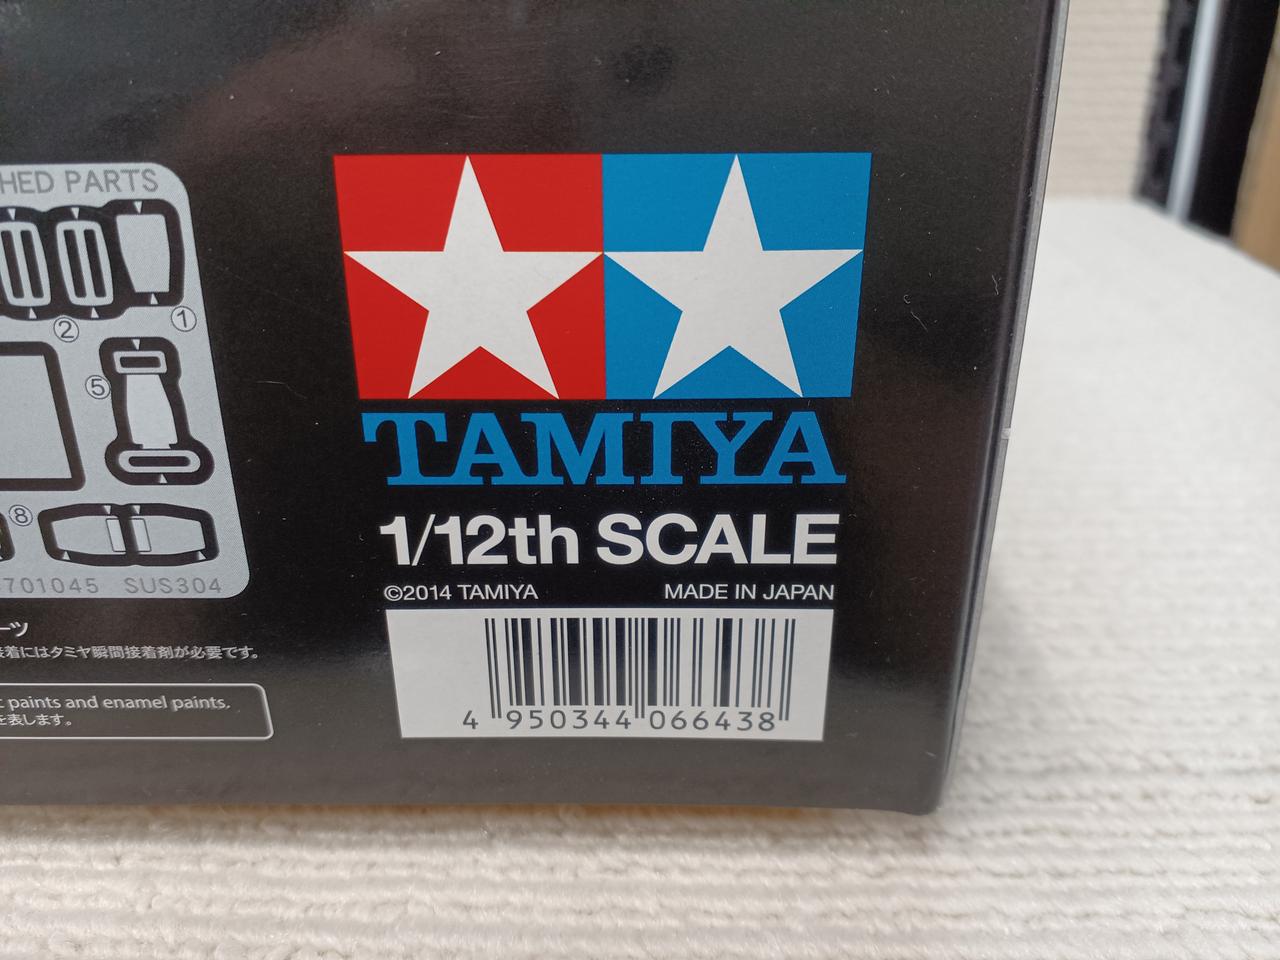 HED PARTS
1
2
5
8
701045 SUS304
ーツ
着にはタミヤ瞬間接着剤が必要です。
paints and enamel paints.
を表します。
TAMIYA
1/12th SCALE
©2014 TAMIYA MADE IN JAPAN
4 950344 066438